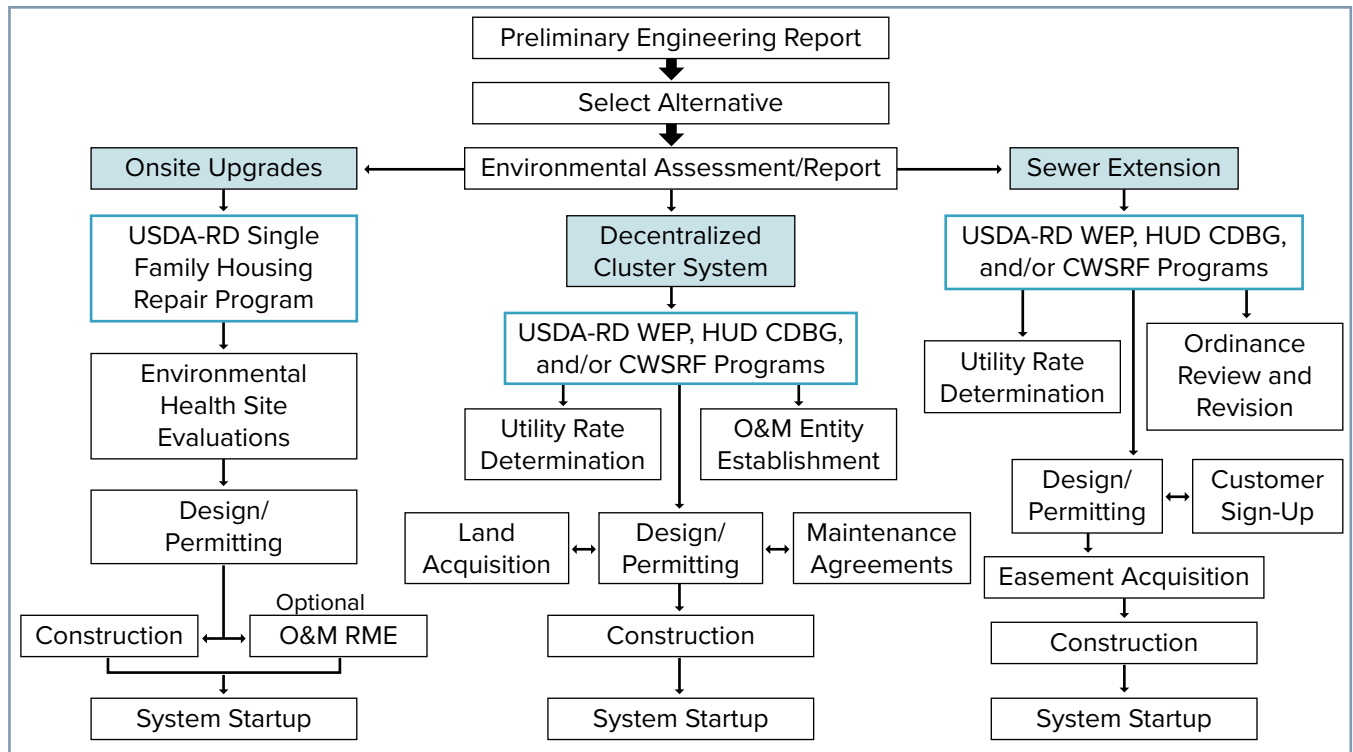 Preliminary Engineering Report
Select Alternative
Onsite Upgrades
Environmental Assessment/Report
Sewer Extension
USDA-RD Single
Family Housing
Repair Program
Decentralized
Cluster System
USDA-RD WEP, HUD CDBG,
and/or CWSRF Programs
USDA-RD WEP, HUD CDBG,
and/or CWSRF Programs
Environmental
Health Site
Evaluations
Utility Rate
Determination
O&M Entity
Establishment
Utility Rate
Determination
Ordinance
Review and
Revision
Design/
Permitting
Land
Acquisition
Design/
Permitting
Maintenance
Agreements
Design/
Permitting
Customer
Sign-Up
Easement Acquisition
Construction
Optional
O&M RME
Construction
Construction
System Startup
System Startup
System Startup